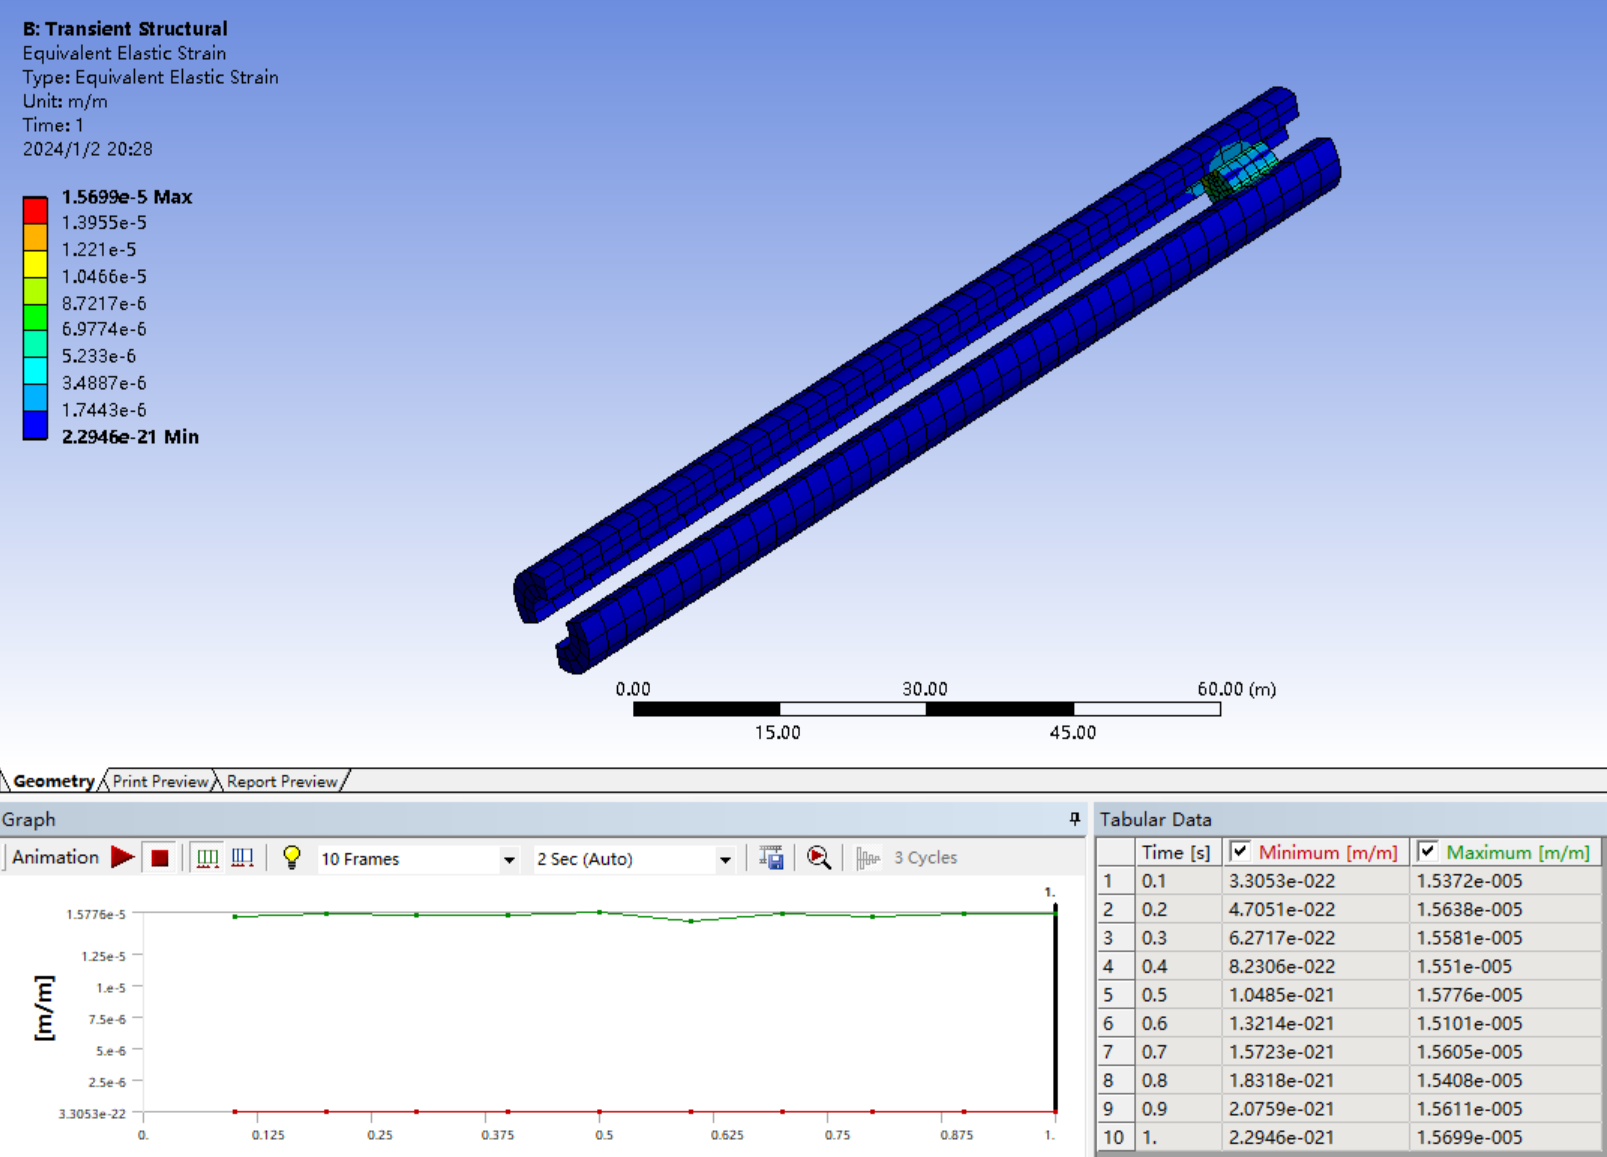 B: Transient Structural
Equivalent Elastic Strain
Type: Equivalent Elastic Strain
Unit: m/m
Time: 1
2024/1/2 20:28
1.5699e-5 Max
1.3955e-5
1.221e-5
1.0466e-5
8.7217e-6
6.9774e-6
5.233e-6
3.4887e-6
1.7443e-6
2.2946e-21 Min
0.00 30.00 60.00 (m)
15.00 45.00
Geometry Print Preview Report Preview
Graph
Animation 10 Frames 2 Sec (Auto) 3 Cycles
1.
1.5776e-5
1.25e-5
1.e-5
7.5e-6
5.e-6
2.5e-6
3.3053e-22
[m/m]
0. 0.125 0.25 0.375 0.5 0.625 0.75 0.875 1.
Tabular Data
Time [s] Minimum [m/m] Maximum [m/m]
1 0.1 3.3053e-022 1.5372e-005
2 0.2 4.7051e-022 1.5638e-005
3 0.3 6.2717e-022 1.5581e-005
4 0.4 8.2306e-022 1.551e-005
5 0.5 1.0485e-021 1.5776e-005
6 0.6 1.3214e-021 1.5101e-005
7 0.7 1.5723e-021 1.5605e-005
8 0.8 1.8318e-021 1.5408e-005
9 0.9 2.0759e-021 1.5611e-005
10 1. 2.2946e-021 1.5699e-005